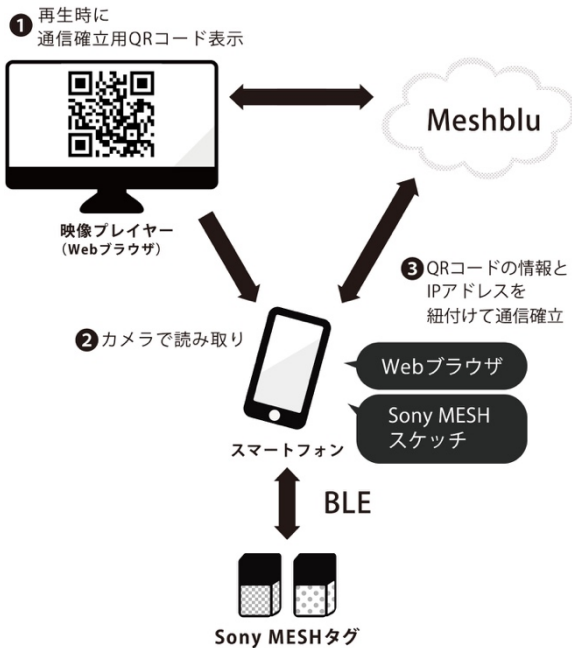 ❶再生時に
通信確立用QRコード表示
Meshblu
映像プレイヤー
(Webブラウザ)
❸QRコードの情報と
IPアドレスを
紐付けて通信確立
❷カメラで読み取り
Webブラウザ
Sony MESH
スケッチ
スマートフォン
BLE
Sony MESHタグ